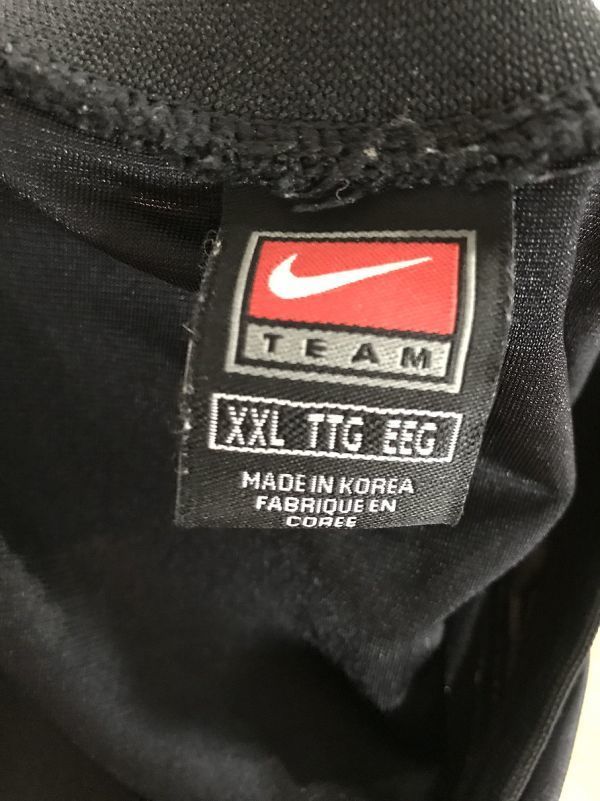 TEAM
XXL TTG EEG
MADE IN KOREA
FABRIQUE EN
COREE